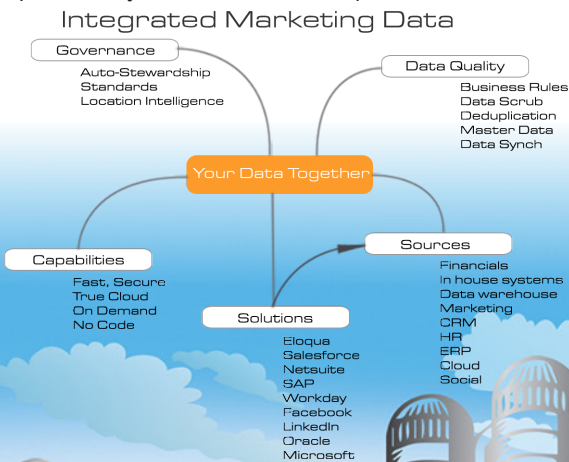 Integrated Marketing Data
Governance
Auto-Stewardship
Standards
Location Intelligence
Data Quality
Business Rules
Data Scrub
Deduplication
Master Data
Data Synch
Your Data Together
Capabilities
Fast, Secure
True Cloud
On Demand
No Code
Solutions
Eloqua
Salesforce
Netsuite
SAP
Workday
Facebook
LinkedIn
Oracle
Microsoft
Sources
Financials
In house systems
Data warehouse
Marketing
CRM
HR
ERP
Cloud
Social